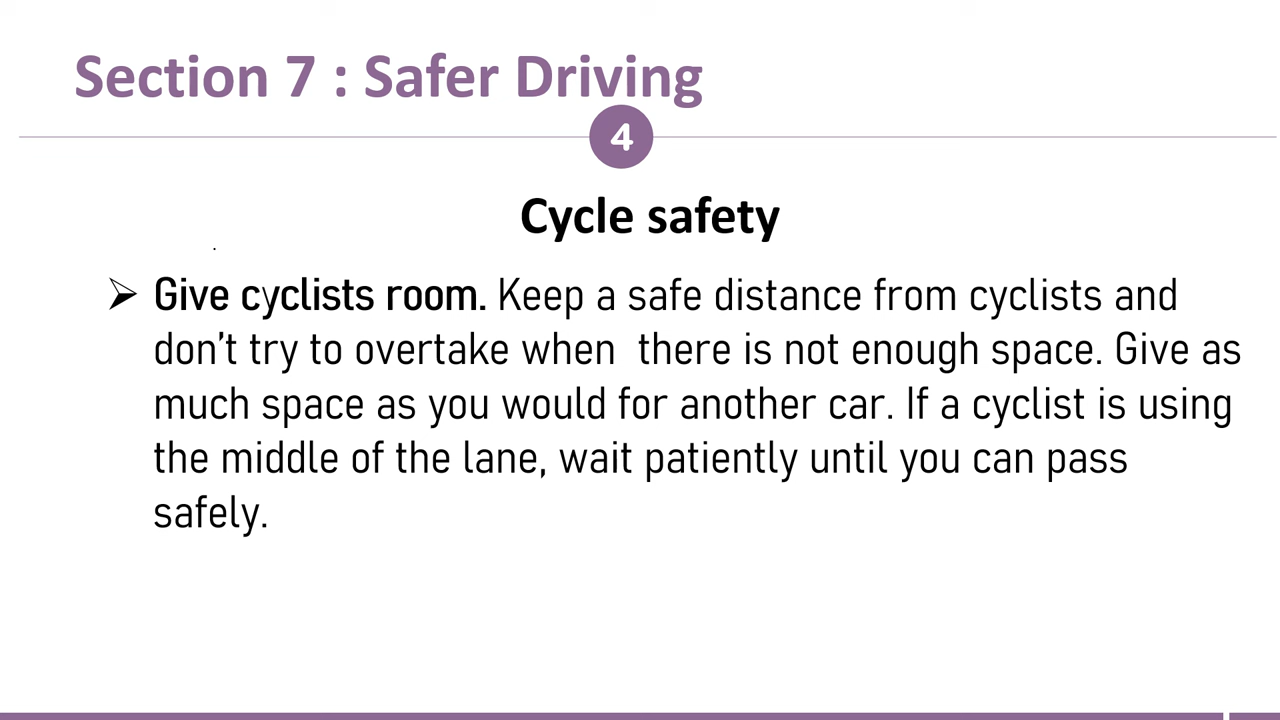 Section 7 : Safer Driving
4
Cycle safety
.
➢ Give cyclists room. Keep a safe distance from cyclists and
don't try to overtake when  there is not enough space. Give as
much space as you would for another car. If a cyclist is using
the middle of the lane, wait patiently until you can pass
safely.